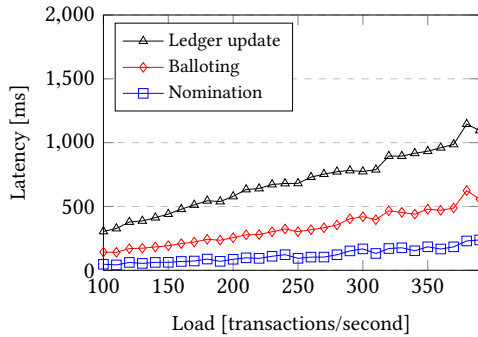 2,000
1,500
1,000
500
0
Latency [ms]
Ledger update
Balloting
Nomination
100 150 200 250 300 350
Load [transactions/second]